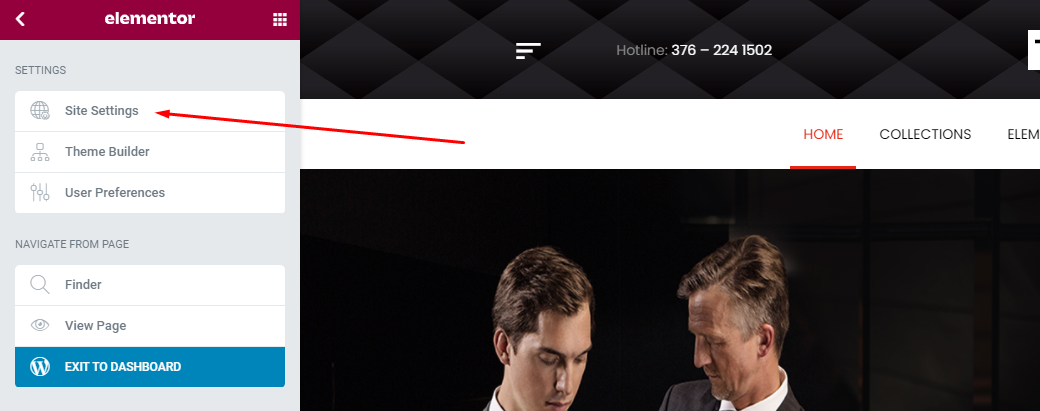 elementor
SETTINGS
Site Settings
Theme Builder
User Preferences
NAVIGATE FROM PAGE
Finder
View Page
EXIT TO DASHBOARD
Hotline: 376 – 224 1502
HOME COLLECTIONS ELEM